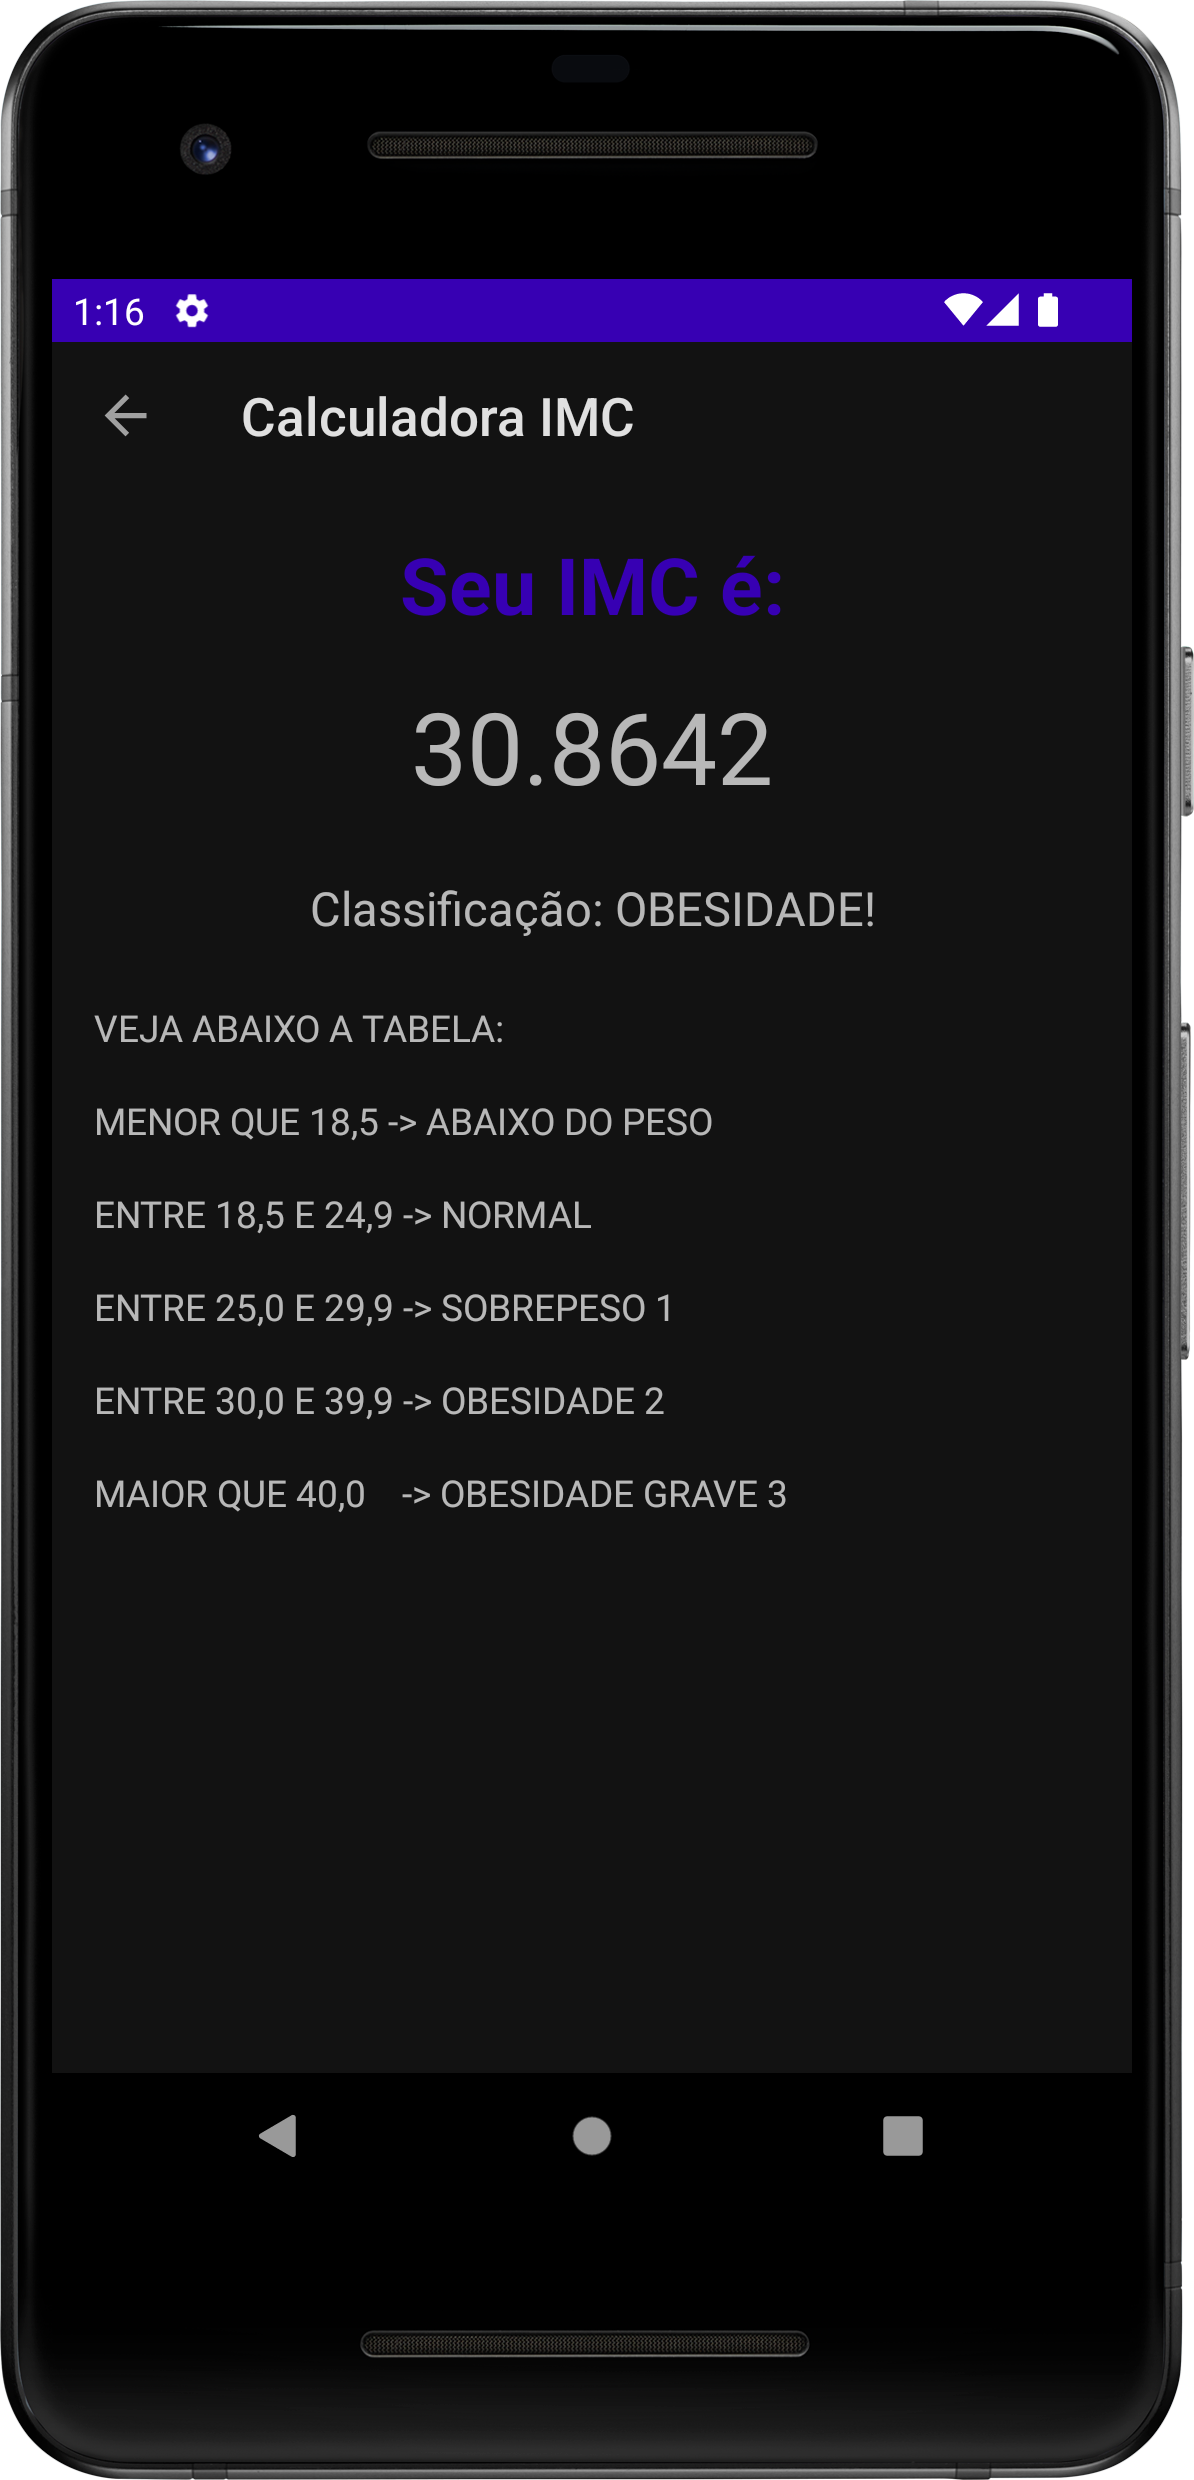 1:16
Calculadora IMC
Seu IMC é:
30.8642
Classificação: OBESIDADE!
VEJA ABAIXO A TABELA:
MENOR QUE 18,5 -> ABAIXO DO PESO
ENTRE 18,5 E 24,9 -> NORMAL
ENTRE 25,0 E 29,9 -> SOBREPESO 1
ENTRE 30,0 E 39,9 -> OBESIDADE 2
MAIOR QUE 40,0    -> OBESIDADE GRAVE 3